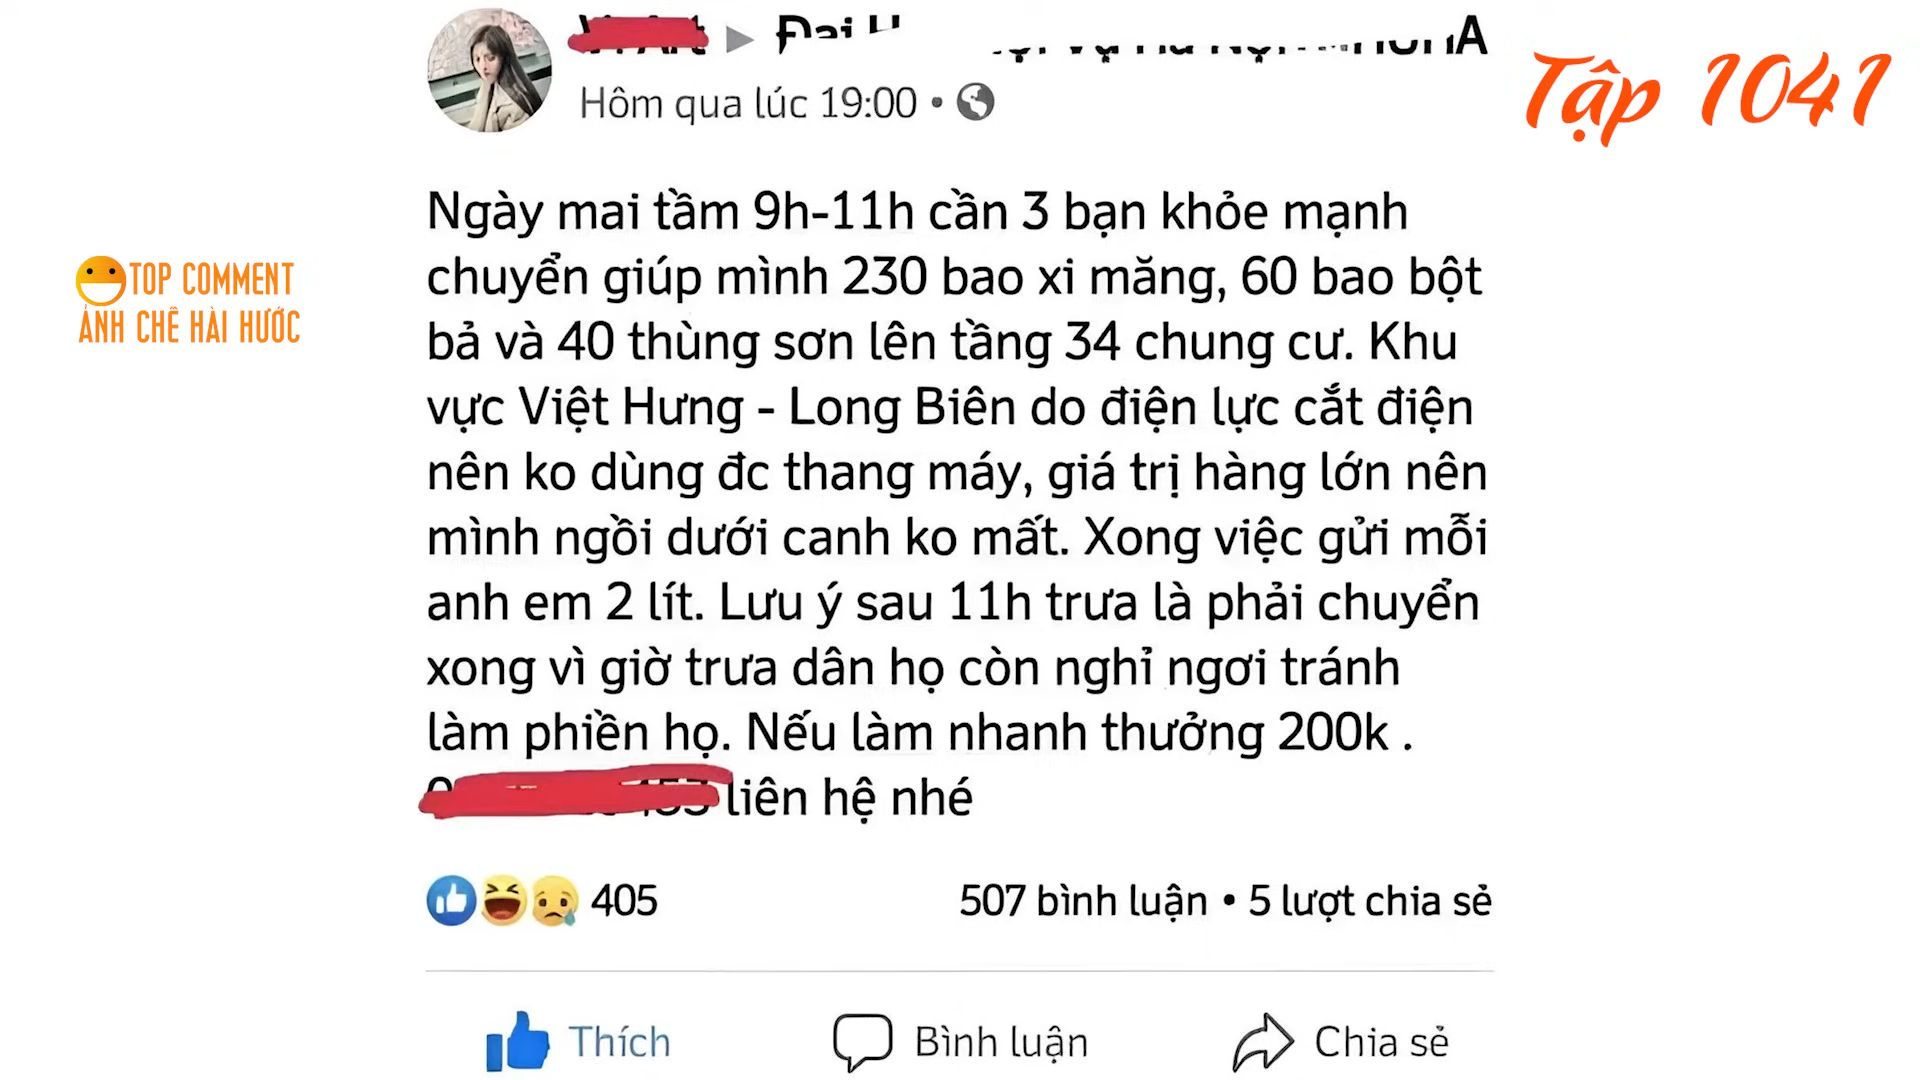 Hôm qua lúc 19:00 •
Tập 1041
Ngày mai tầm 9h-11h cần 3 bạn khỏe mạnh
chuyển giúp mình 230 bao xi măng, 60 bao bột
bả và 40 thùng sơn lên tầng 34 chung cư. Khu
vực Việt Hưng - Long Biên do điện lực cắt điện
nên ko dùng đc thang máy, giá trị hàng lớn nên
mình ngồi dưới canh ko mất. Xong việc gửi mỗi
anh em 2 lít. Lưu ý sau 11h trưa là phải chuyển
xong vì giờ trưa dân họ còn nghỉ ngơi tránh
làm phiền họ. Nếu làm nhanh thưởng 200k .
liên hệ nhé
TOP COMMENT
ẢNH CHẾ HÀI HƯỚC
405
507 bình luận • 5 lượt chia sẻ
Thích
Bình luận
Chia sẻ